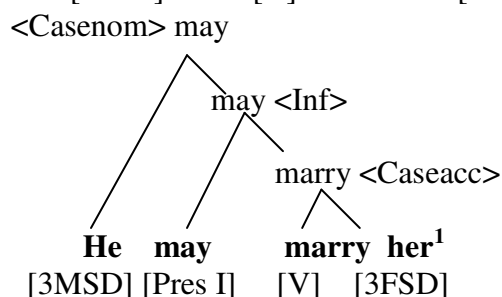 <Casenom> may
may <Inf>
marry <Caseacc>
He may marry her¹
[3MSD] [Pres I] [V] [3FSD]